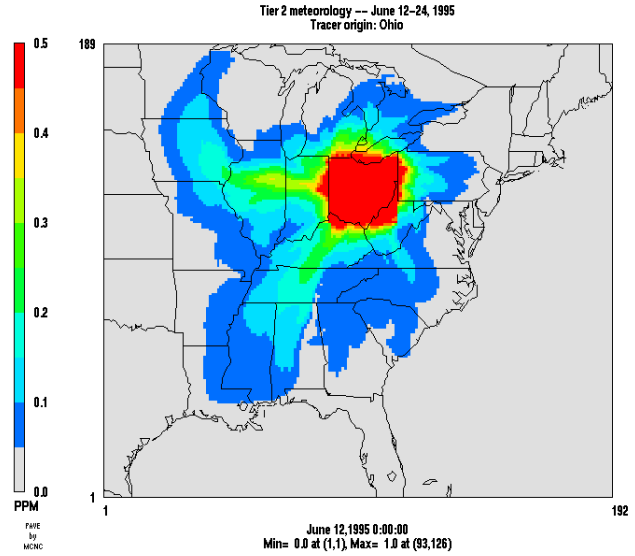 Tier 2 meteorology -- June 12-24, 1995
Tracer origin: Ohio
189
1
1
192
0.5
0.4
0.3
0.2
0.1
0.0
PPM
PAVE
by
MCNC
June 12,1995 0:00:00
Min= 0.0 at (1,1), Max= 1.0 at (93,126)